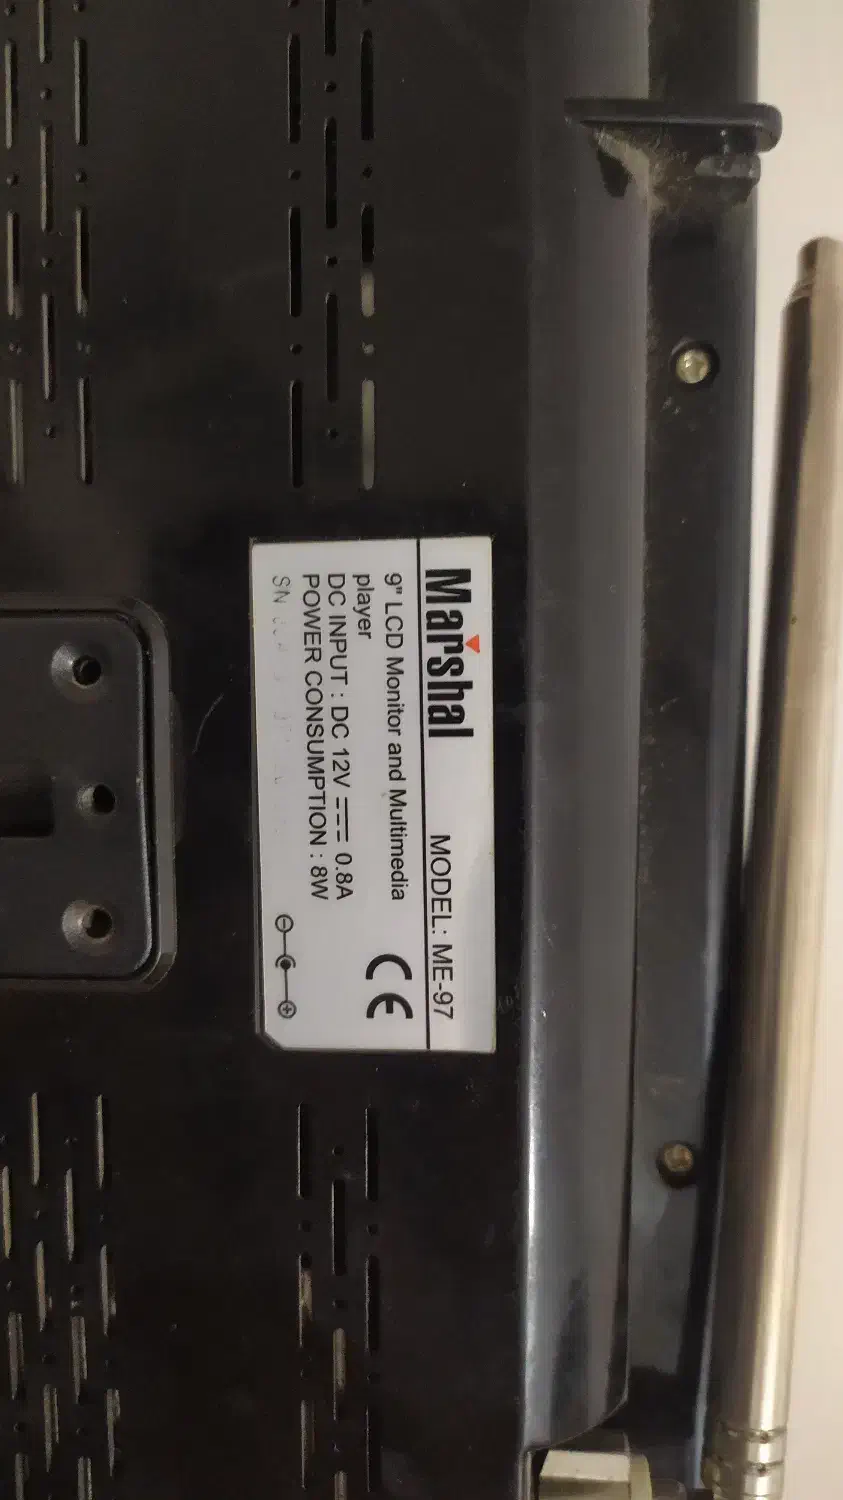 Marshal MODEL: ME-97
9" LCD Monitor and Multimedia
player
DC INPUT : DC 12V 0.8A
POWER CONSUMPTION : 8W
S/N
CE